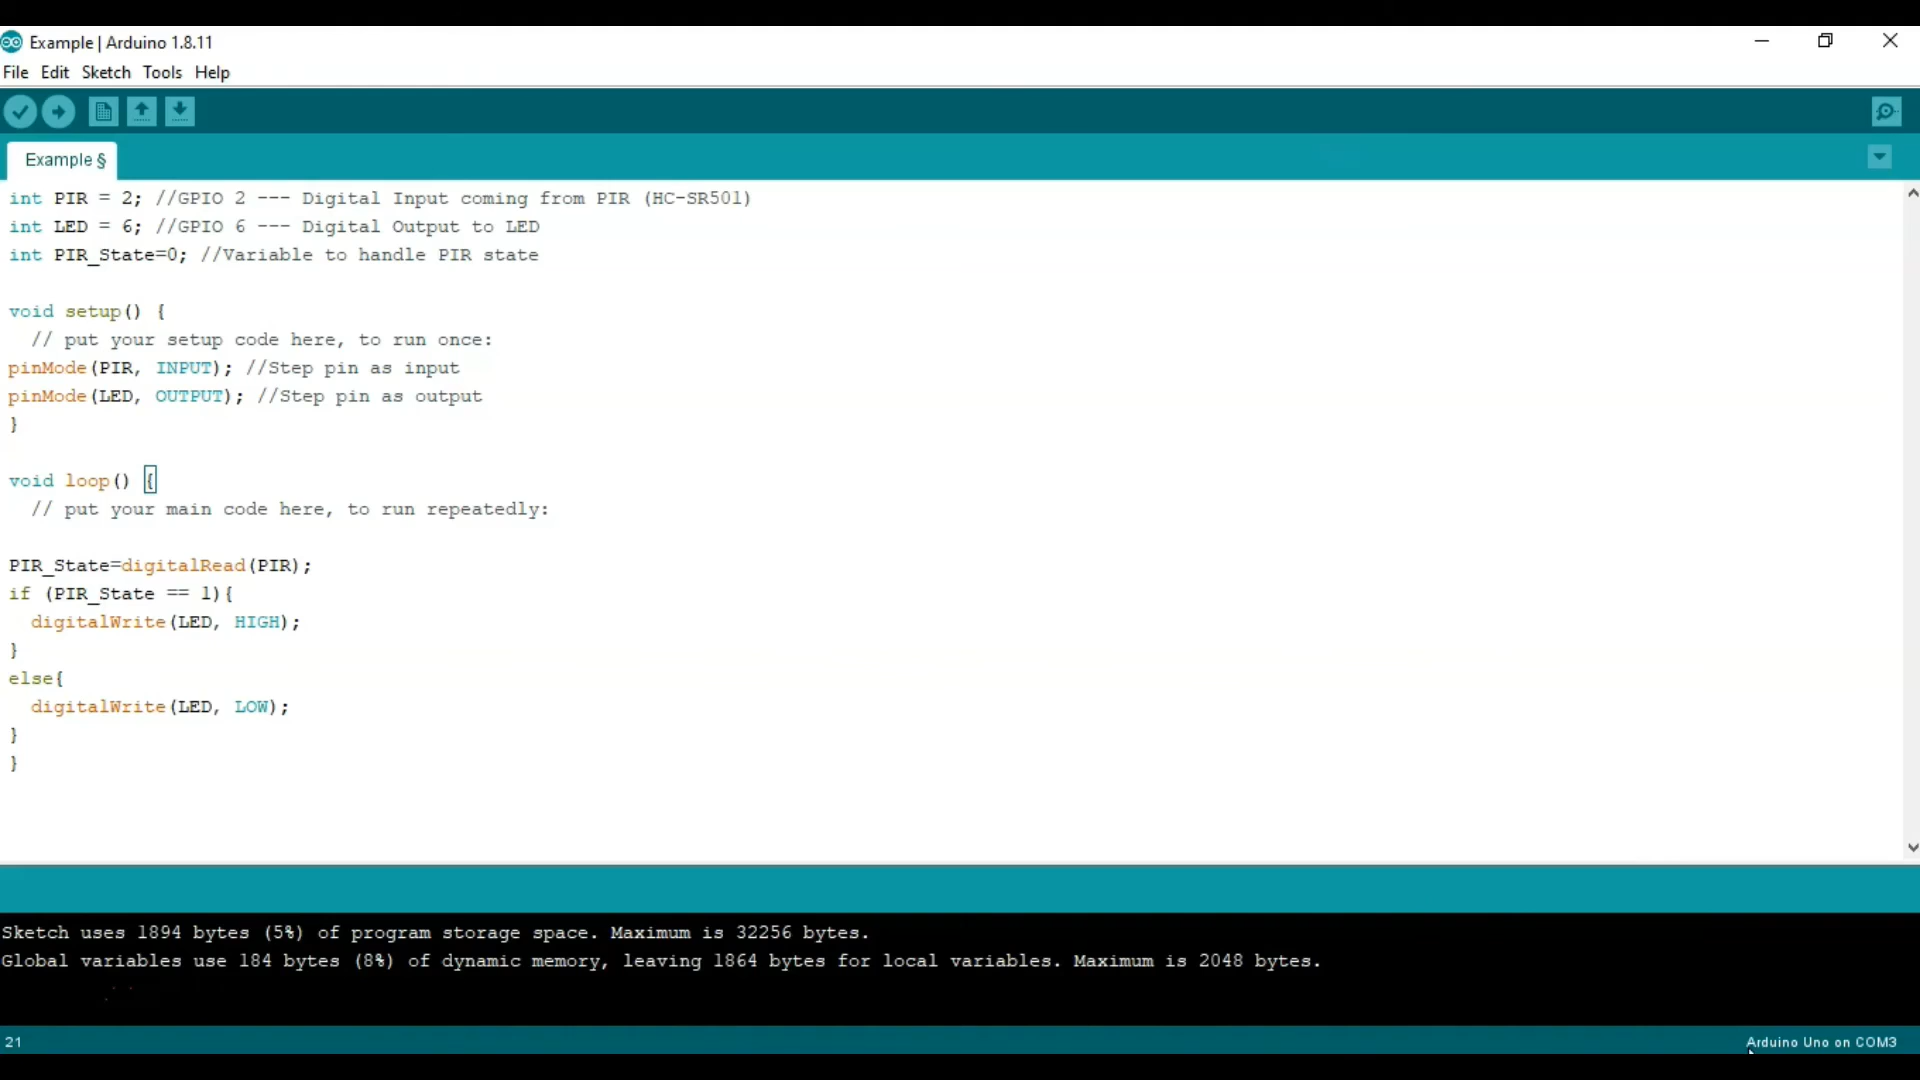 Example | Arduino 1.8.11
File Edit Sketch Tools Help
Example §
int PIR = 2; //GPIO 2 --- Digital Input coming from PIR (HC-SR501)
int LED = 6; //GPIO 6 --- Digital Output to LED
int PIR_State=0; //Variable to handle PIR state
void setup() {
// put your setup code here, to run once:
pinMode(PIR, INPUT); //Step pin as input
pinMode(LED, OUTPUT); //Step pin as output
}
void loop() {
// put your main code here, to run repeatedly:
PIR_State=digitalRead(PIR);
if (PIR_State == 1){
digitalWrite(LED, HIGH);
}
else{
digitalWrite(LED, LOW);
}
}
Sketch uses 1894 bytes (5%) of program storage space. Maximum is 32256 bytes.
Global variables use 184 bytes (8%) of dynamic memory, leaving 1864 bytes for local variables. Maximum is 2048 bytes.
21
Arduino Uno on COM3